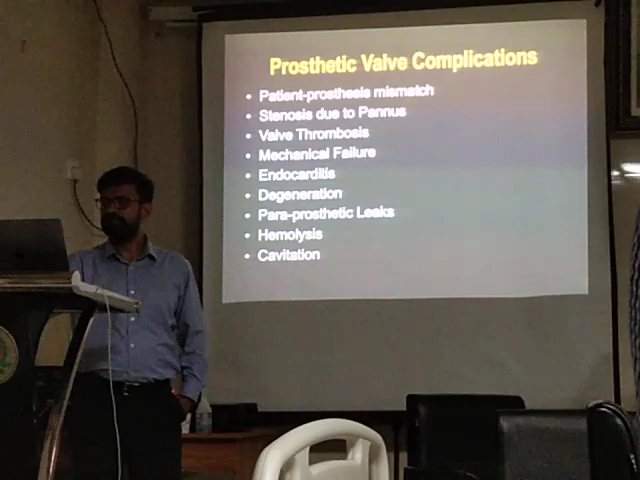 Prosthetic Valve Complications
• Patient-prosthesis mismatch
• Stenosis due to Pannus
• Valve Thrombosis
• Mechanical Failure
• Endocarditis
• Degeneration
• Para-prosthetic Leaks
• Hemolysis
• Cavitation